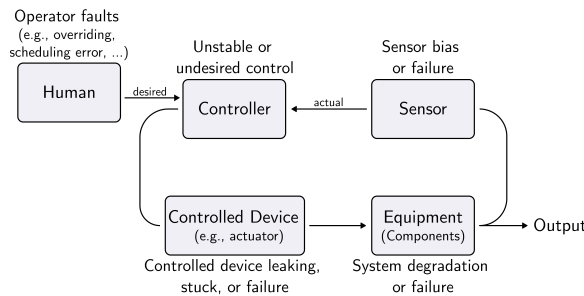 Operator faults
(e.g., overriding,
scheduling error, ...)
Human
desired
Unstable or
undesired control
Controller
actual
Sensor bias
or failure
Sensor
Controlled Device
(e.g., actuator)
Controlled device leaking,
stuck, or failure
Equipment
(Components)
System degradation
or failure
Output